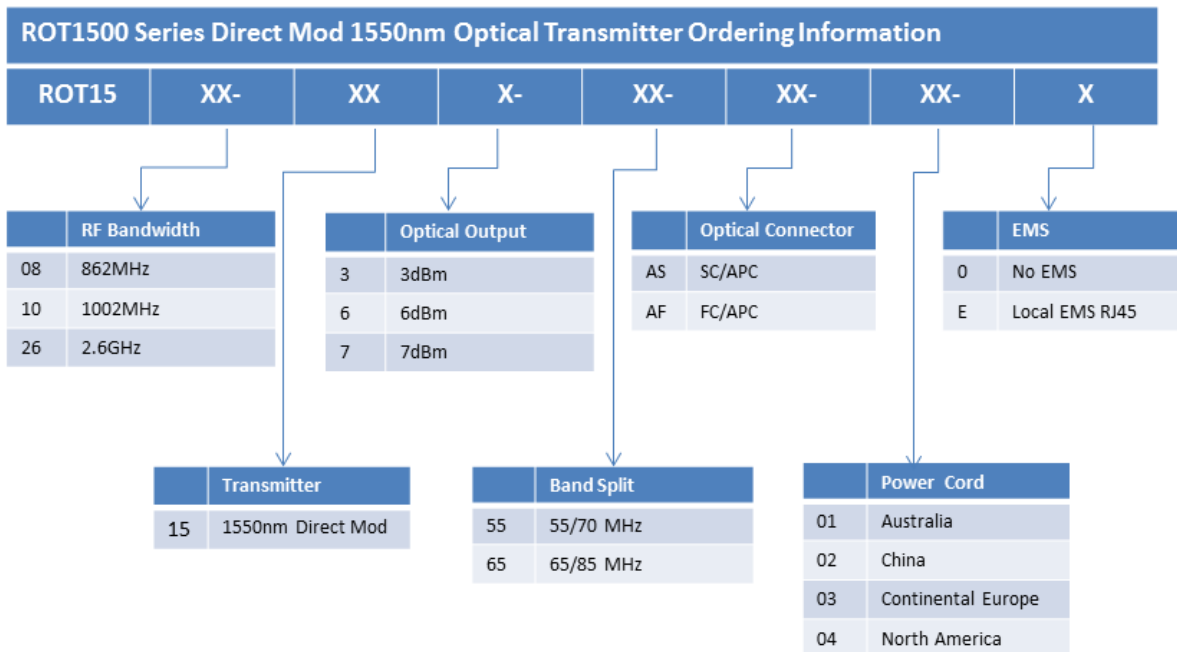 ROT1500 Series Direct Mod 1550nm Optical Transmitter Ordering Information
ROT15 XX- XX X- XX- XX- XX- X
RF Bandwidth
08 862MHz
10 1002MHz
26 2.6GHz
Optical Output
3 3dBm
6 6dBm
7 7dBm
Optical Connector
AS SC/APC
AF FC/APC
EMS
0 No EMS
E Local EMS RJ45
Transmitter
15 1550nm Direct Mod
Band Split
55 55/70 MHz
65 65/85 MHz
Power Cord
01 Australia
02 China
03 Continental Europe
04 North America